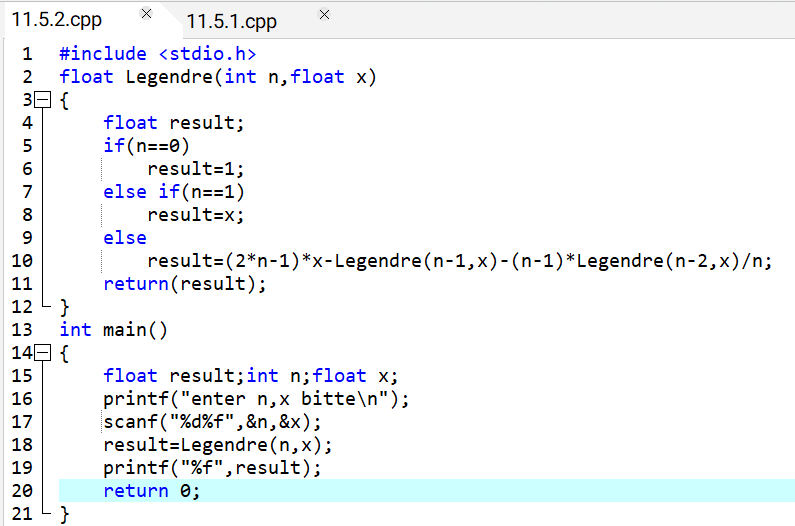 11.5.2.cpp × 11.5.1.cpp ×
1 #include <stdio.h>
2 float Legendre(int n,float x)
3 {
4 float result;
5 if(n==0)
6 result=1;
7 else if(n==1)
8 result=x;
9 else
10 result=(2*n-1)*x-Legendre(n-1,x)-(n-1)*Legendre(n-2,x)/n;
11 return(result);
12 }
13 int main()
14 {
15 float result;int n;float x;
16 printf("enter n,x bitte\n");
17 scanf("%d%f",&n,&x);
18 result=Legendre(n,x);
19 printf("%f",result);
20 return 0;
21 }